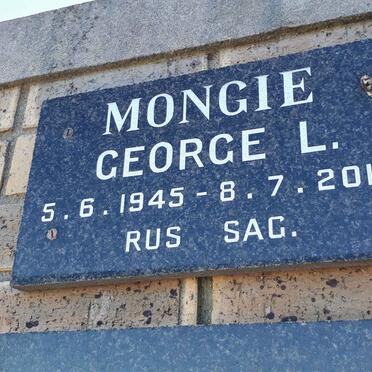 MONGIE
GEORGE L.
5.6.1945 - 8.7.201
RUS SAG.